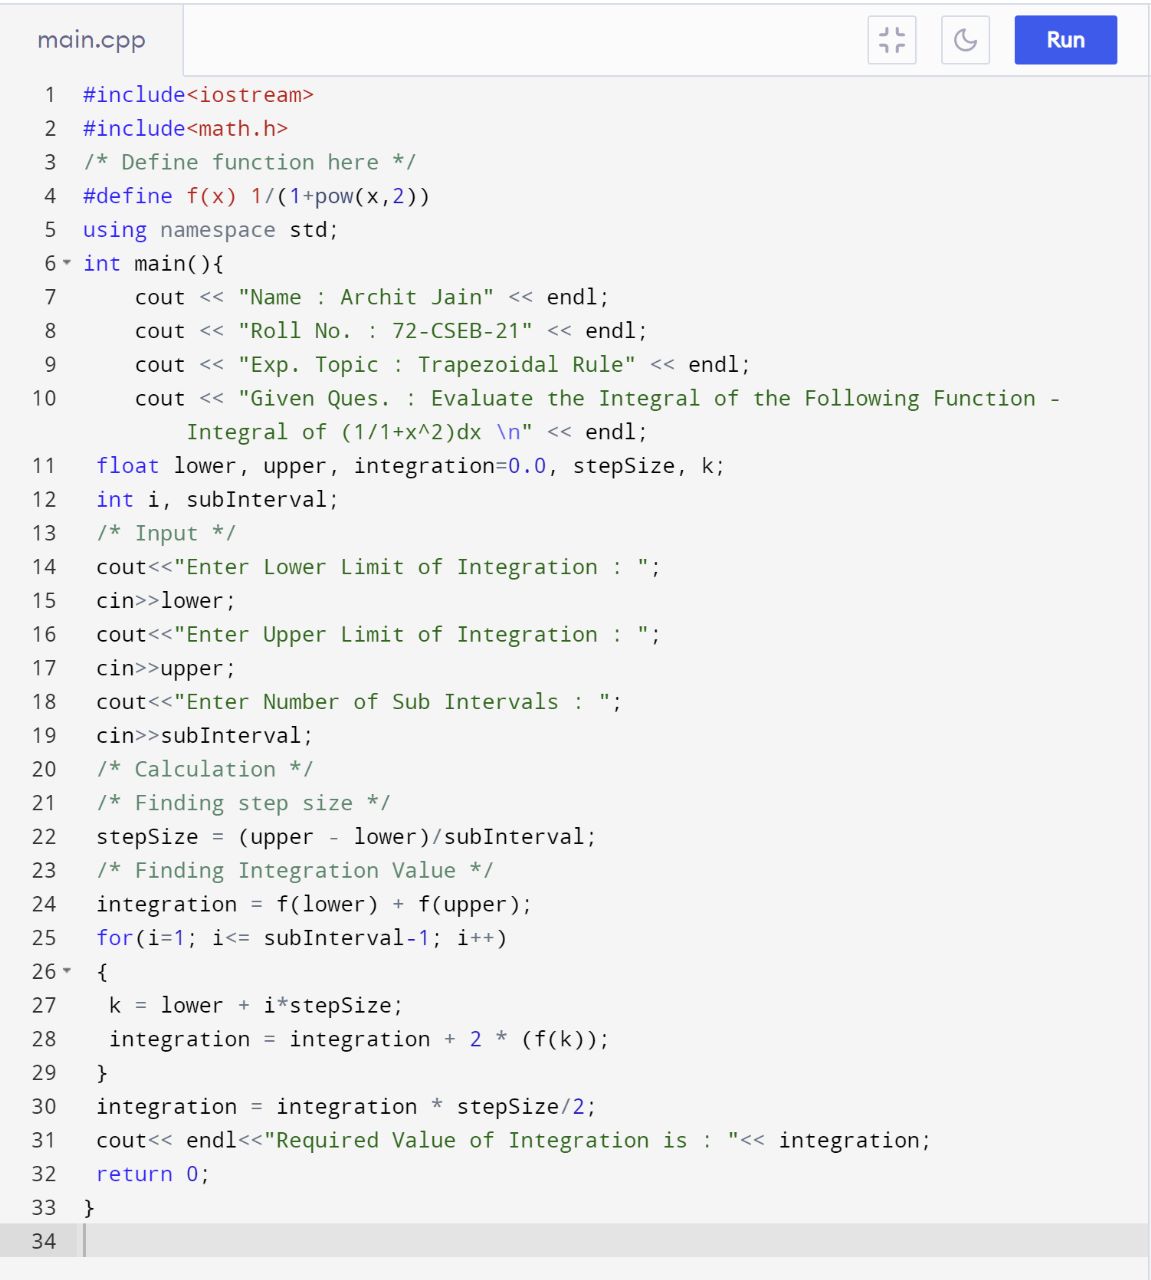 main.cpp
Run
1 #include<iostream>
2 #include<math.h>
3 /* Define function here */
4 #define f(x) 1/(1+pow(x,2))
5 using namespace std;
6 int main(){
7 cout << "Name : Archit Jain" << endl;
8 cout << "Roll No. : 72-CSEB-21" << endl;
9 cout << "Exp. Topic : Trapezoidal Rule" << endl;
10 cout << "Given Ques. : Evaluate the Integral of the Following Function -
Integral of (1/1+x^2)dx \n" << endl;
11 float lower, upper, integration=0.0, stepSize, k;
12 int i, subInterval;
13 /* Input */
14 cout<<"Enter Lower Limit of Integration : ";
15 cin>>lower;
16 cout<<"Enter Upper Limit of Integration : ";
17 cin>>upper;
18 cout<<"Enter Number of Sub Intervals : ";
19 cin>>subInterval;
20 /* Calculation */
21 /* Finding step size */
22 stepSize = (upper - lower)/subInterval;
23 /* Finding Integration Value */
24 integration = f(lower) + f(upper);
25 for(i=1; i<= subInterval-1; i++)
26 {
27 k = lower + i*stepSize;
28 integration = integration + 2 * (f(k));
29 }
30 integration = integration * stepSize/2;
31 cout<< endl<<"Required Value of Integration is : "<< integration;
32 return 0;
33 }
34